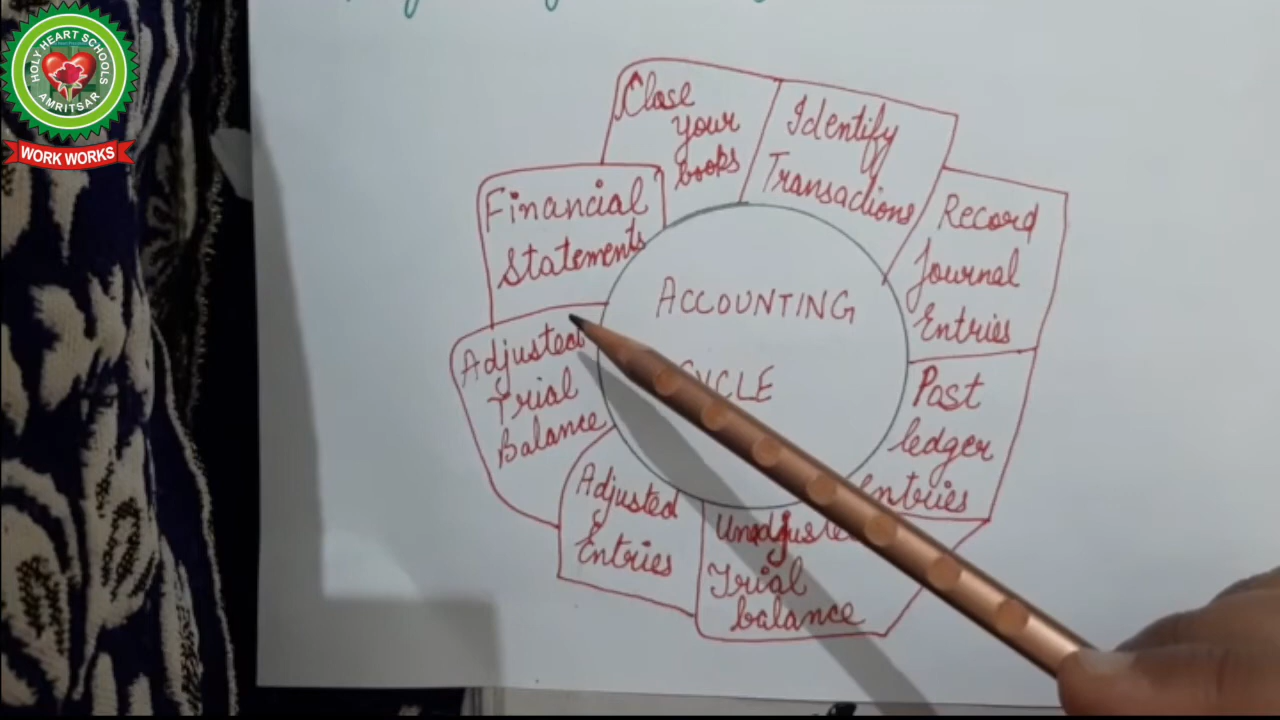 HOLY HEART SCHOOLS
AMRITSAR
WORK WORKS
Close
your
books
Identify
Transactions
Record
Journal
Entries
Post
ledger
Entries
Unadjusted
Trial
balance
Adjusted
Entries
Adjusted
Trial
Balance
Financial
Statements
ACCOUNTING
CYCLE